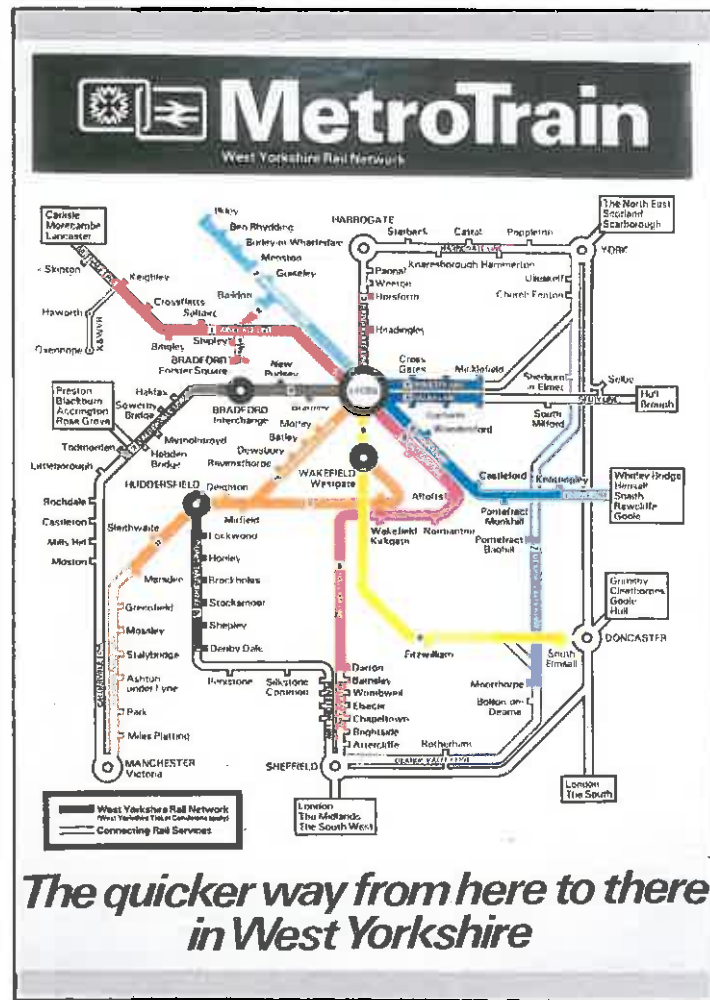 MetroTrain
West Yorkshire Rail Network
Carlisle
Morecambe
Lancaster
Skipton
Keighley
Haworth
Oxenhope
K&WVR
Crossflatts
Saltaire
Bingley
Shipley
BRADFORD
Forster Square
Ilkley
Ben Rhydding
Burley-in-Wharfedale
Menston
Guiseley
Baildon
HARROGATE
Starbeck
Cattal
Poppleton
Knaresborough
Hammerton
Pannal
Weeton
Horsforth
Headingley
The North East
Scotland
Scarborough
YORK
Ulleskelf
Church Fenton
Sherburn
in Elmet
Selby
Hull
Brough
South
Milford
Cross
Gates
Micklefield
Garforth
Woodlesford
LEEDS
New
Pudsey
Bramley
BRADFORD
Interchange
Preston
Blackburn
Accrington
Rose Grove
Halifax
Sowerby
Bridge
Mytholmroyd
Hebden
Bridge
Todmorden
Littleborough
Rochdale
Castleton
Mills Hill
Moston
Morley
Batley
Dewsbury
Ravensthorpe
WAKEFIELD
Westgate
HUDDERSFIELD
Deighton
Mirfield
Slaithwaite
Marsden
Greenfield
Mossley
Stalybridge
Ashton
under Lyne
Park
Miles Platting
MANCHESTER
Victoria
Lockwood
Honley
Brockholes
Stocksmoor
Shepley
Denby Dale
Penistone
Silkstone
Common
Altofts
Wakefield
Kirkgate
Normanton
Castleford
Knottingley
Pontefract
Monkhill
Pontefract
Baghill
Whitley Bridge
Hensall
Snaith
Rawcliffe
Goole
Grimsby
Cleethorpes
Goole
Hull
DONCASTER
Fitzwilliam
South
Elmsall
Moorthorpe
Bolton-on-
Dearne
Darton
Barnsley
Wombwell
Elsecar
Chapeltown
Brightside
Attercliffe
Rotherham
SHEFFIELD
London
The Midlands
The South West
London
The South
West Yorkshire Rail Network
(West Yorkshire Ticket Conditions apply)
Connecting Rail Services
The quicker way from here to there
in West Yorkshire